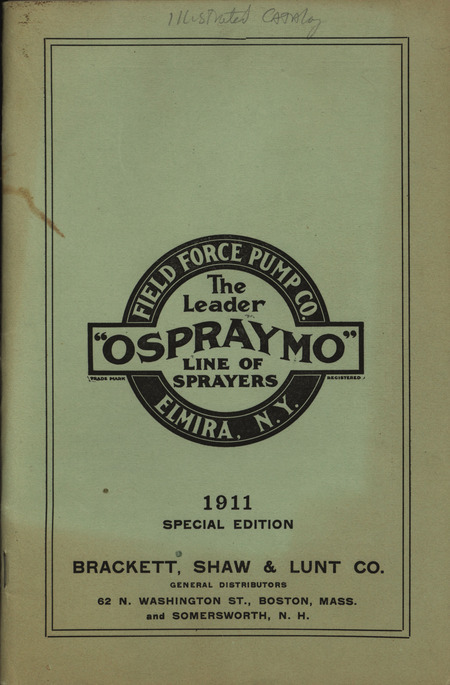 Illustrated Catalog
FIELD FORCE PUMP CO.
The
Leader
"OSPRAYMO"
LINE OF
SPRAYERS
TRADE MARK
REGISTERED.
ELMIRA, N.Y.
1911
SPECIAL EDITION
BRACKETT, SHAW & LUNT CO.
GENERAL DISTRIBUTORS
62 N. WASHINGTON ST., BOSTON, MASS.
and SOMERSWORTH, N. H.